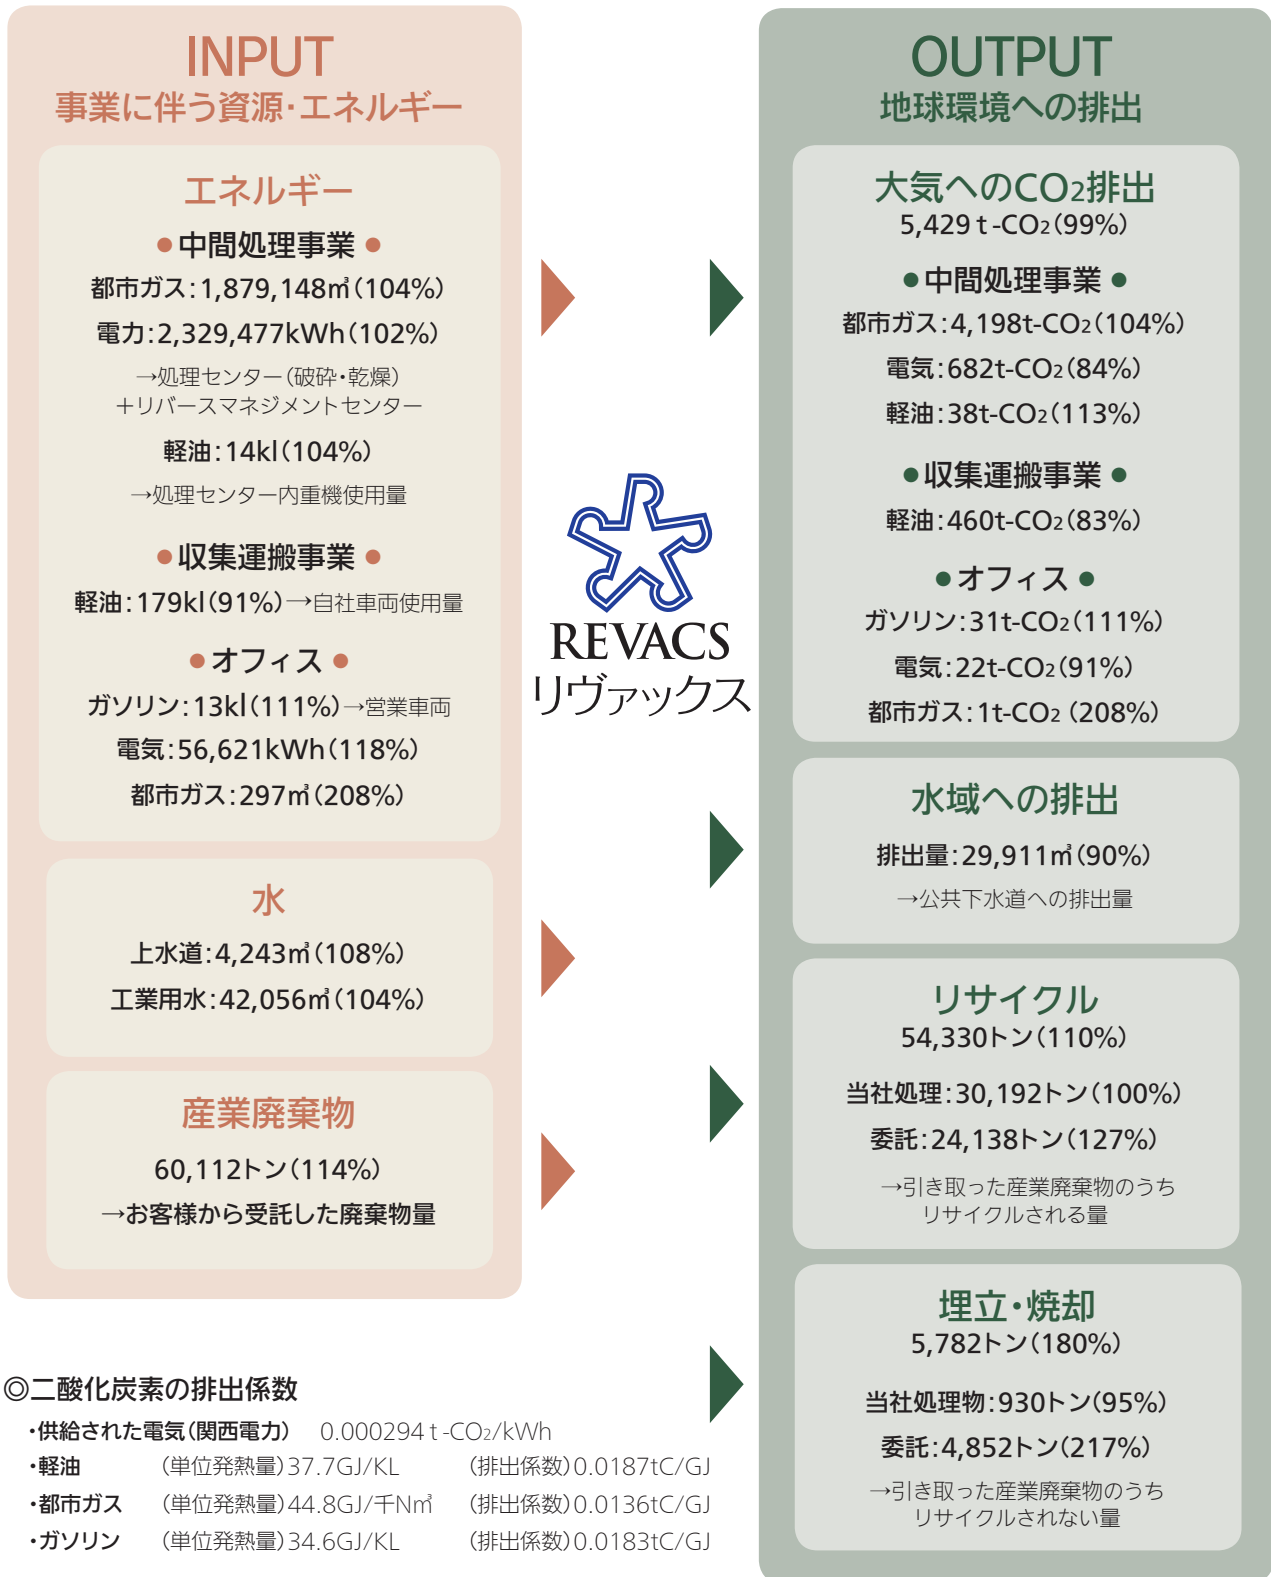 INPUT
事業に伴う資源・エネルギー
エネルギー
●中間処理事業●
都市ガス:1,879,148㎥(104%)
電力:2,329,477kWh(102%)
→処理センター(破砕・乾燥)
＋リバースマネジメントセンター
軽油:14kl(104%)
→処理センター内重機使用量
●収集運搬事業●
軽油:179kl(91%)→自社車両使用量
●オフィス●
ガソリン:13kl(111%)→営業車両
電気:56,621kWh(118%)
都市ガス:297㎥(208%)
水
上水道:4,243㎥(108%)
工業用水:42,056㎥(104%)
産業廃棄物
60,112トン(114%)
→お客様から受託した廃棄物量
REVACS
リヴァックス
OUTPUT
地球環境への排出
大気へのCO2排出
5,429 t -CO2(99%)
●中間処理事業●
都市ガス:4,198t-CO2(104%)
電気:682t-CO2(84%)
軽油:38t-CO2(113%)
●収集運搬事業●
軽油:460t-CO2(83%)
●オフィス●
ガソリン:31t-CO2(111%)
電気:22t-CO2(91%)
都市ガス:1t-CO2 (208%)
水域への排出
排出量:29,911㎥(90%)
→公共下水道への排出量
リサイクル
54,330トン(110%)
当社処理:30,192トン(100%)
委託:24,138トン(127%)
→引き取った産業廃棄物のうち
リサイクルされる量
埋立・焼却
5,782トン(180%)
当社処理物:930トン(95%)
委託:4,852トン(217%)
→引き取った産業廃棄物のうち
リサイクルされない量
◎二酸化炭素の排出係数
・供給された電気(関西電力) 0.000294 t -CO2/kWh
・軽油 (単位発熱量)37.7GJ/KL (排出係数)0.0187tC/GJ
・都市ガス (単位発熱量)44.8GJ/千N㎥ (排出係数)0.0136tC/GJ
・ガソリン (単位発熱量)34.6GJ/KL (排出係数)0.0183tC/GJ